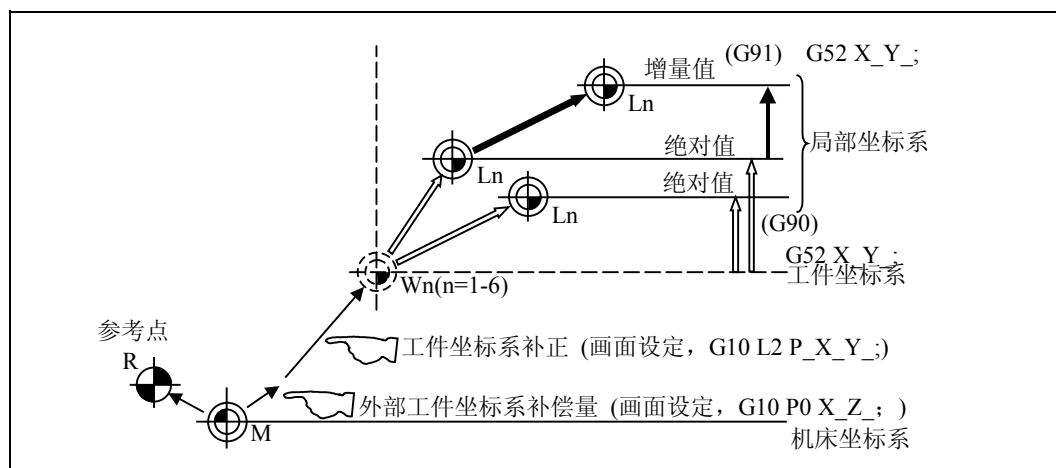 (G91) G52 X_Y_;
增量值
Ln
绝对值
局部坐标系
Ln
绝对值
Ln
(G90)
G52 X_Y_;
工件坐标系
Wn(n=1-6)
参考点
R
工件坐标系补正 (画面设定，G10 L2 P_X_Y_;)
外部工件坐标系补偿量 (画面设定，G10 P0 X_Z_；)
M
机床坐标系